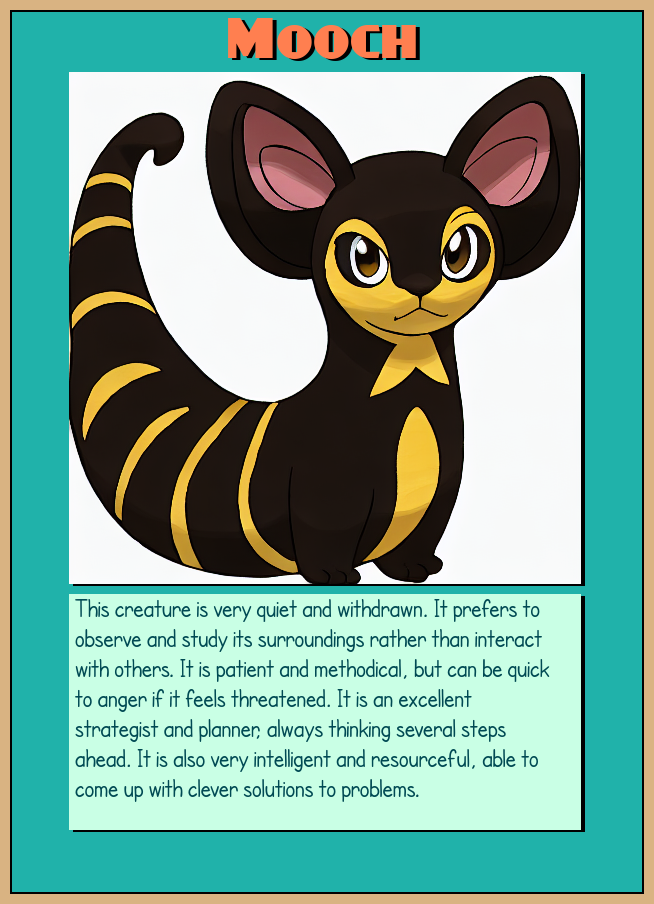 Mooch
This creature is very quiet and withdrawn. It prefers to
observe and study its surroundings rather than interact
with others. It is patient and methodical, but can be quick
to anger if it feels threatened. It is an excellent
strategist and planner, always thinking several steps
ahead. It is also very intelligent and resourceful, able to
come up with clever solutions to problems.